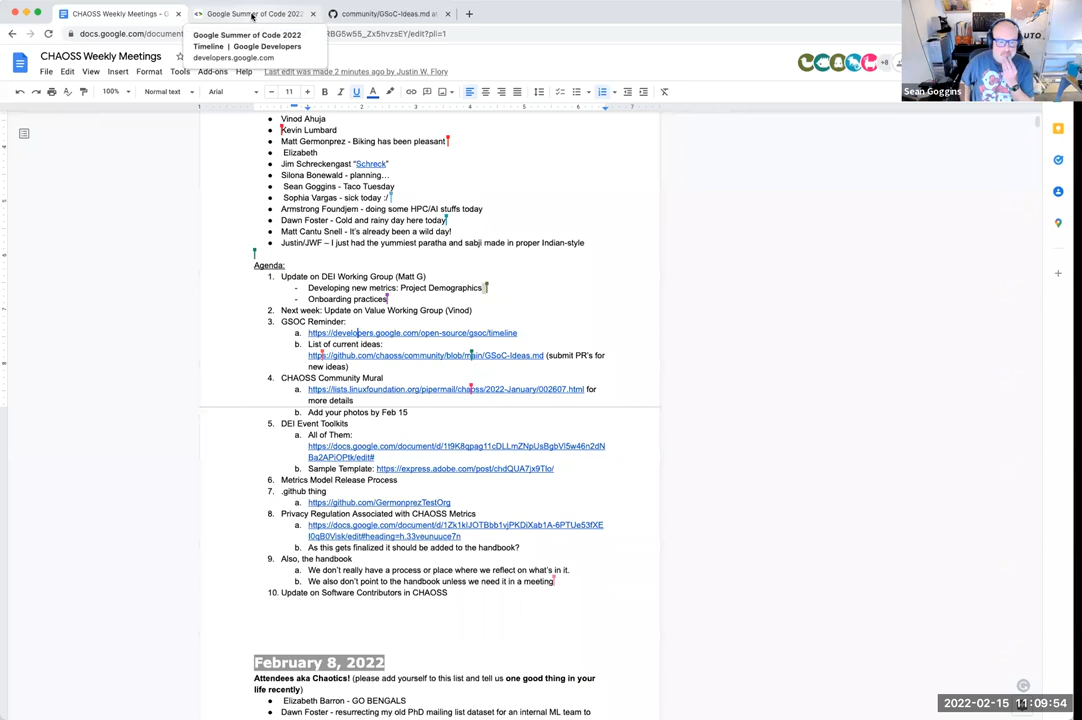 CHAOSS Weekly Meetings - G
Google Summer of Code 2022
community/GSoC-Ideas.md at
docs.google.com/document
RBG5w55_Zx5hvzsEY/edit?pli=1
Google Summer of Code 2022
Timeline | Google Developers
developers.google.com
CHAOSS Weekly Meetings
File Edit View Insert Format Tools Add-ons Help Last edit was made 2 minutes ago by Justin W. Flory
+8
100% Normal text Arial 11
Sean Goggins
Vinod Ahuja
Kevin Lumbard
Matt Germonprez - Biking has been pleasant
Elizabeth
Jim Schreckengast “Schreck”
Silona Bonewald - planning…
Sean Goggins - Taco Tuesday
Sophia Vargas - sick today :/
Armstrong Foundjem - doing some HPC/AI stuffs today
Dawn Foster - Cold and rainy day here today
Matt Cantu Snell - It’s already been a wild day!
Justin/JWF – I just had the yummiest paratha and sabji made in proper Indian-style
Agenda:
1. Update on DEI Working Group (Matt G)
- Developing new metrics: Project Demographics
- Onboarding practices
2. Next week: Update on Value Working Group (Vinod)
3. GSOC Reminder:
a. https://developers.google.com/open-source/gsoc/timeline
b. List of current ideas:
https://github.com/chaoss/community/blob/main/GSoC-Ideas.md (submit PR’s for
new ideas)
4. CHAOSS Community Mural
a. https://lists.linuxfoundation.org/pipermail/chaoss/2022-January/002607.html for
more details
b. Add your photos by Feb 15
5. DEI Event Toolkits
a. All of Them:
https://docs.google.com/document/d/1t9K8qpag11cDLLmZNpUsBgbVl5w46n2dN
Ba2APiOPtk/edit#
b. Sample Template: https://express.adobe.com/post/chdQUA7jx9Tlo/
6. Metrics Model Release Process
7. .github thing
a. https://github.com/GermonprezTestOrg
8. Privacy Regulation Associated with CHAOSS Metrics
a. https://docs.google.com/document/d/1Zk1kIJOTBbb1vjPKDiXab1A-6PTUe53fXE
I0qB0Visk/edit#heading=h.33veunuuce7n
b. As this gets finalized it should be added to the handbook?
9. Also, the handbook
a. We don’t really have a process or place where we reflect on what’s in it.
b. We also don’t point to the handbook unless we need it in a meeting
10. Update on Software Contributors in CHAOSS
February 8, 2022
Attendees aka Chaotics! (please add yourself to this list and tell us one good thing in your
life recently)
Elizabeth Barron - GO BENGALS
Dawn Foster - resurrecting my old PhD mailing list dataset for an internal ML team to
2022-02-15 11:09:54